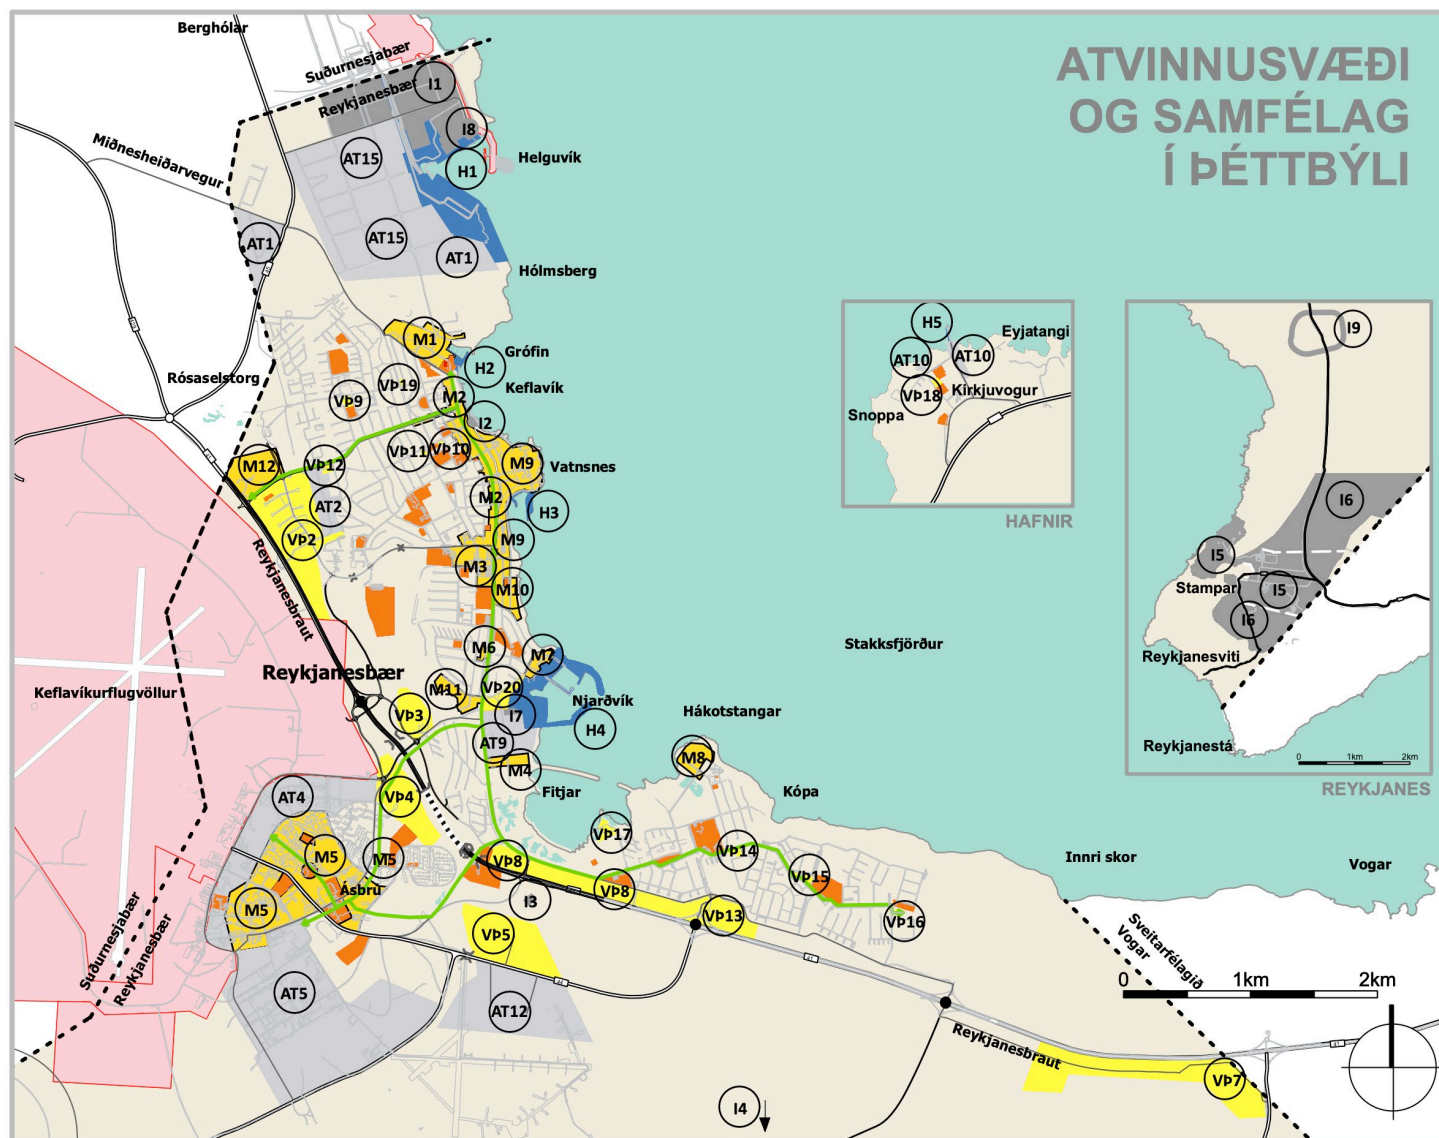 ATVINNUSVÆÐI
OG SAMFÉLAG
Í ÞÉTTBÝLI
Berghólar
Suðurnesjabær
Reykjanesbær
I1
I8
Miðnesheiðarvegur
AT15
H1
Helguvík
AT1
AT15
AT1
Hólmsberg
M1
Grófin
H2
Rósaselstorg
VÞ19
Keflavík
VÞ9
M2
I2
VÞ11
VÞ10
M12
VÞ12
M9
Vatnsnes
AT2
M2
H3
VÞ2
M9
Reykjanesbraut
M3
M10
M6
M7
Stakksfjörður
Reykjanesbær
Keflavíkurflugvöllur
M11
VÞ20
Njarðvík
VÞ3
I7
H4
Hákotstangar
AT9
M8
M4
Fitjar
Kópa
AT4
VÞ4
VÞ17
M5
M5
VÞ8
VÞ14
Innri skor
Vogar
Ásbrú
VÞ8
VÞ15
M5
I3
VÞ13
VÞ16
VÞ5
Suðurnesjabær
Reykjanesbær
Sveitarfélagið
Vogar
AT5
AT12
0 1km 2km
41
Reykjanesbraut
VÞ7
I4
H5
Eyjatangi
AT10
AT10
VÞ18
Kirkjuvogur
Snoppa
HAFNIR
I9
I6
I5
Stampar
I5
I6
Reykjanesviti
Reykjanestá
0 1km 2km
REYKJANES